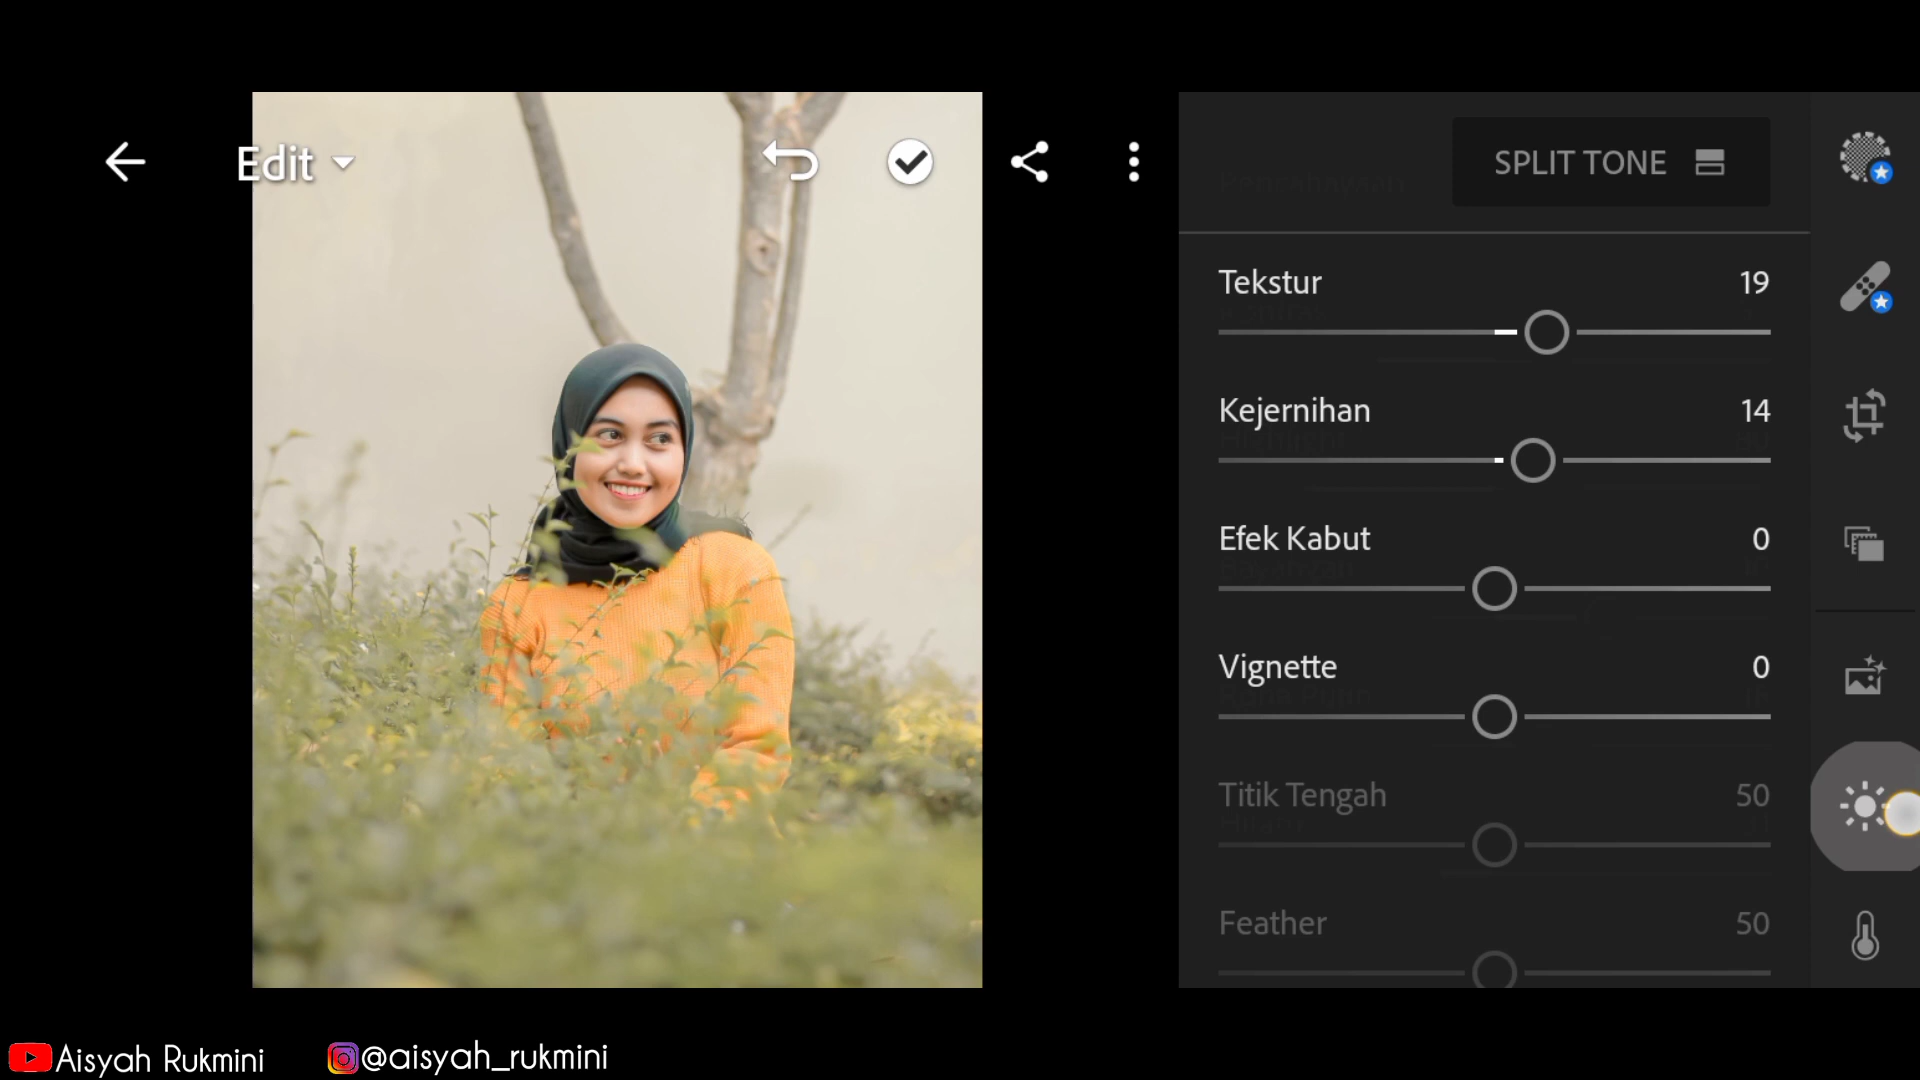 Edit
SPLIT TONE
Tekstur 19
Kejernihan 14
Efek Kabut 0
Vignette 0
Titik Tengah 50
Feather 50
Aisyah Rukmini @aisyah_rukmini